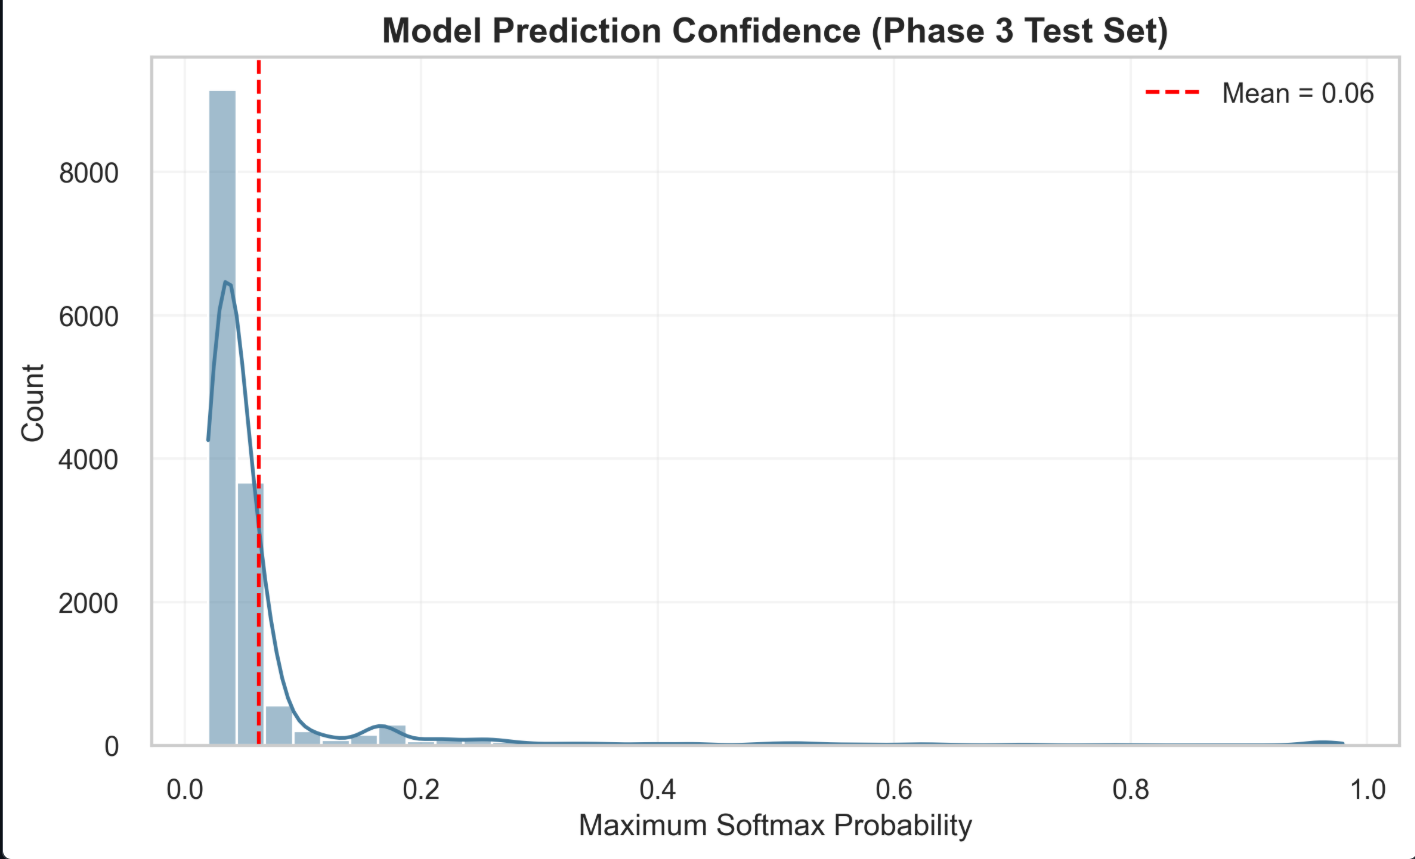 Model Prediction Confidence (Phase 3 Test Set)
Mean = 0.06
8000
6000
4000
2000
0
Count
0.0 0.2 0.4 0.6 0.8 1.0
Maximum Softmax Probability